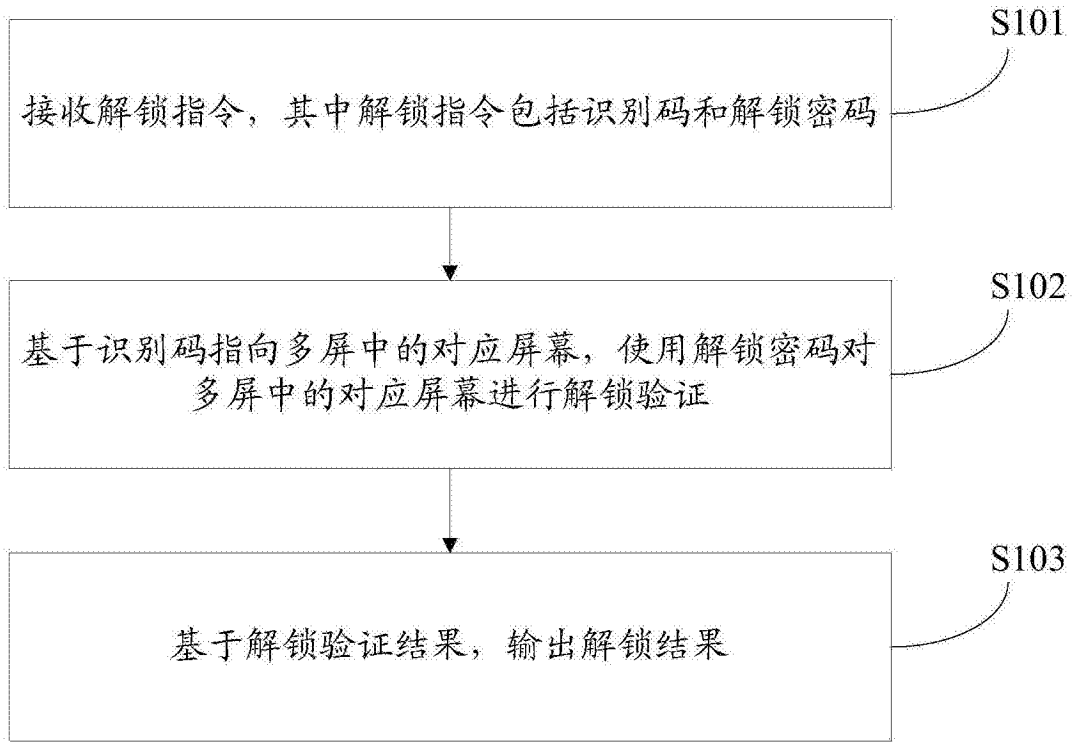 S101
接收解锁指令，其中解锁指令包括识别码和解锁密码
S102
基于识别码指向多屏中的对应屏幕，使用解锁密码对
多屏中的对应屏幕进行解锁验证
S103
基于解锁验证结果，输出解锁结果